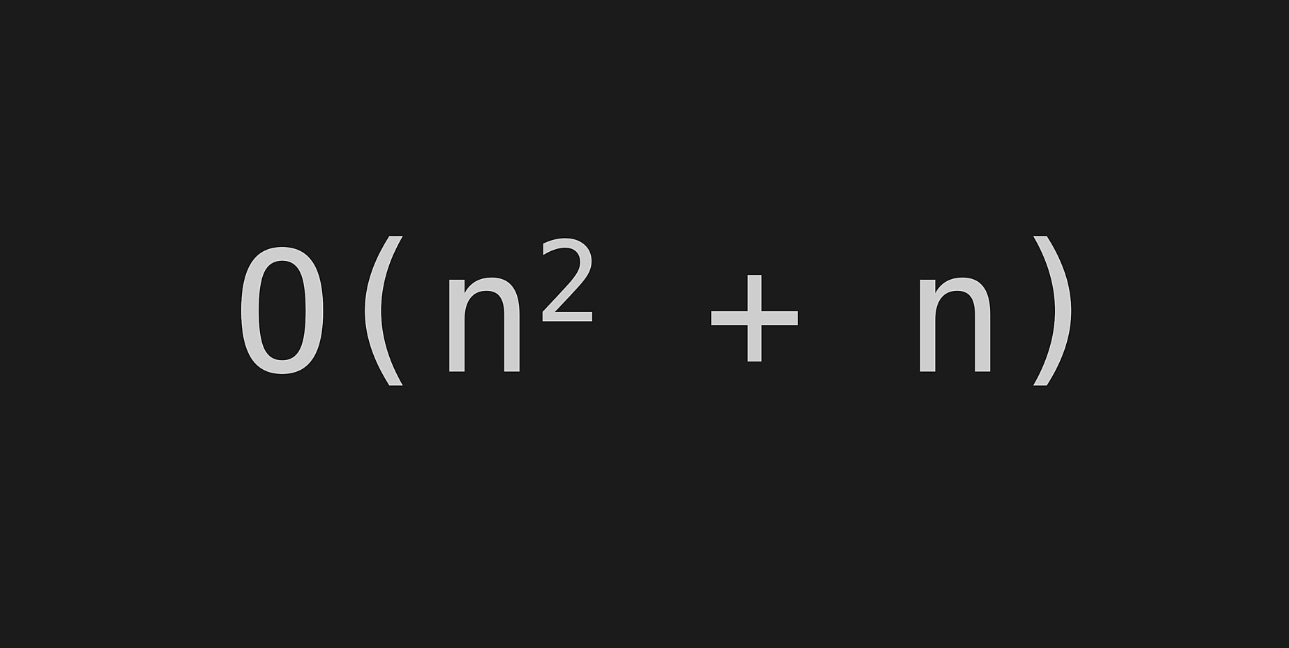 O(n² + n)